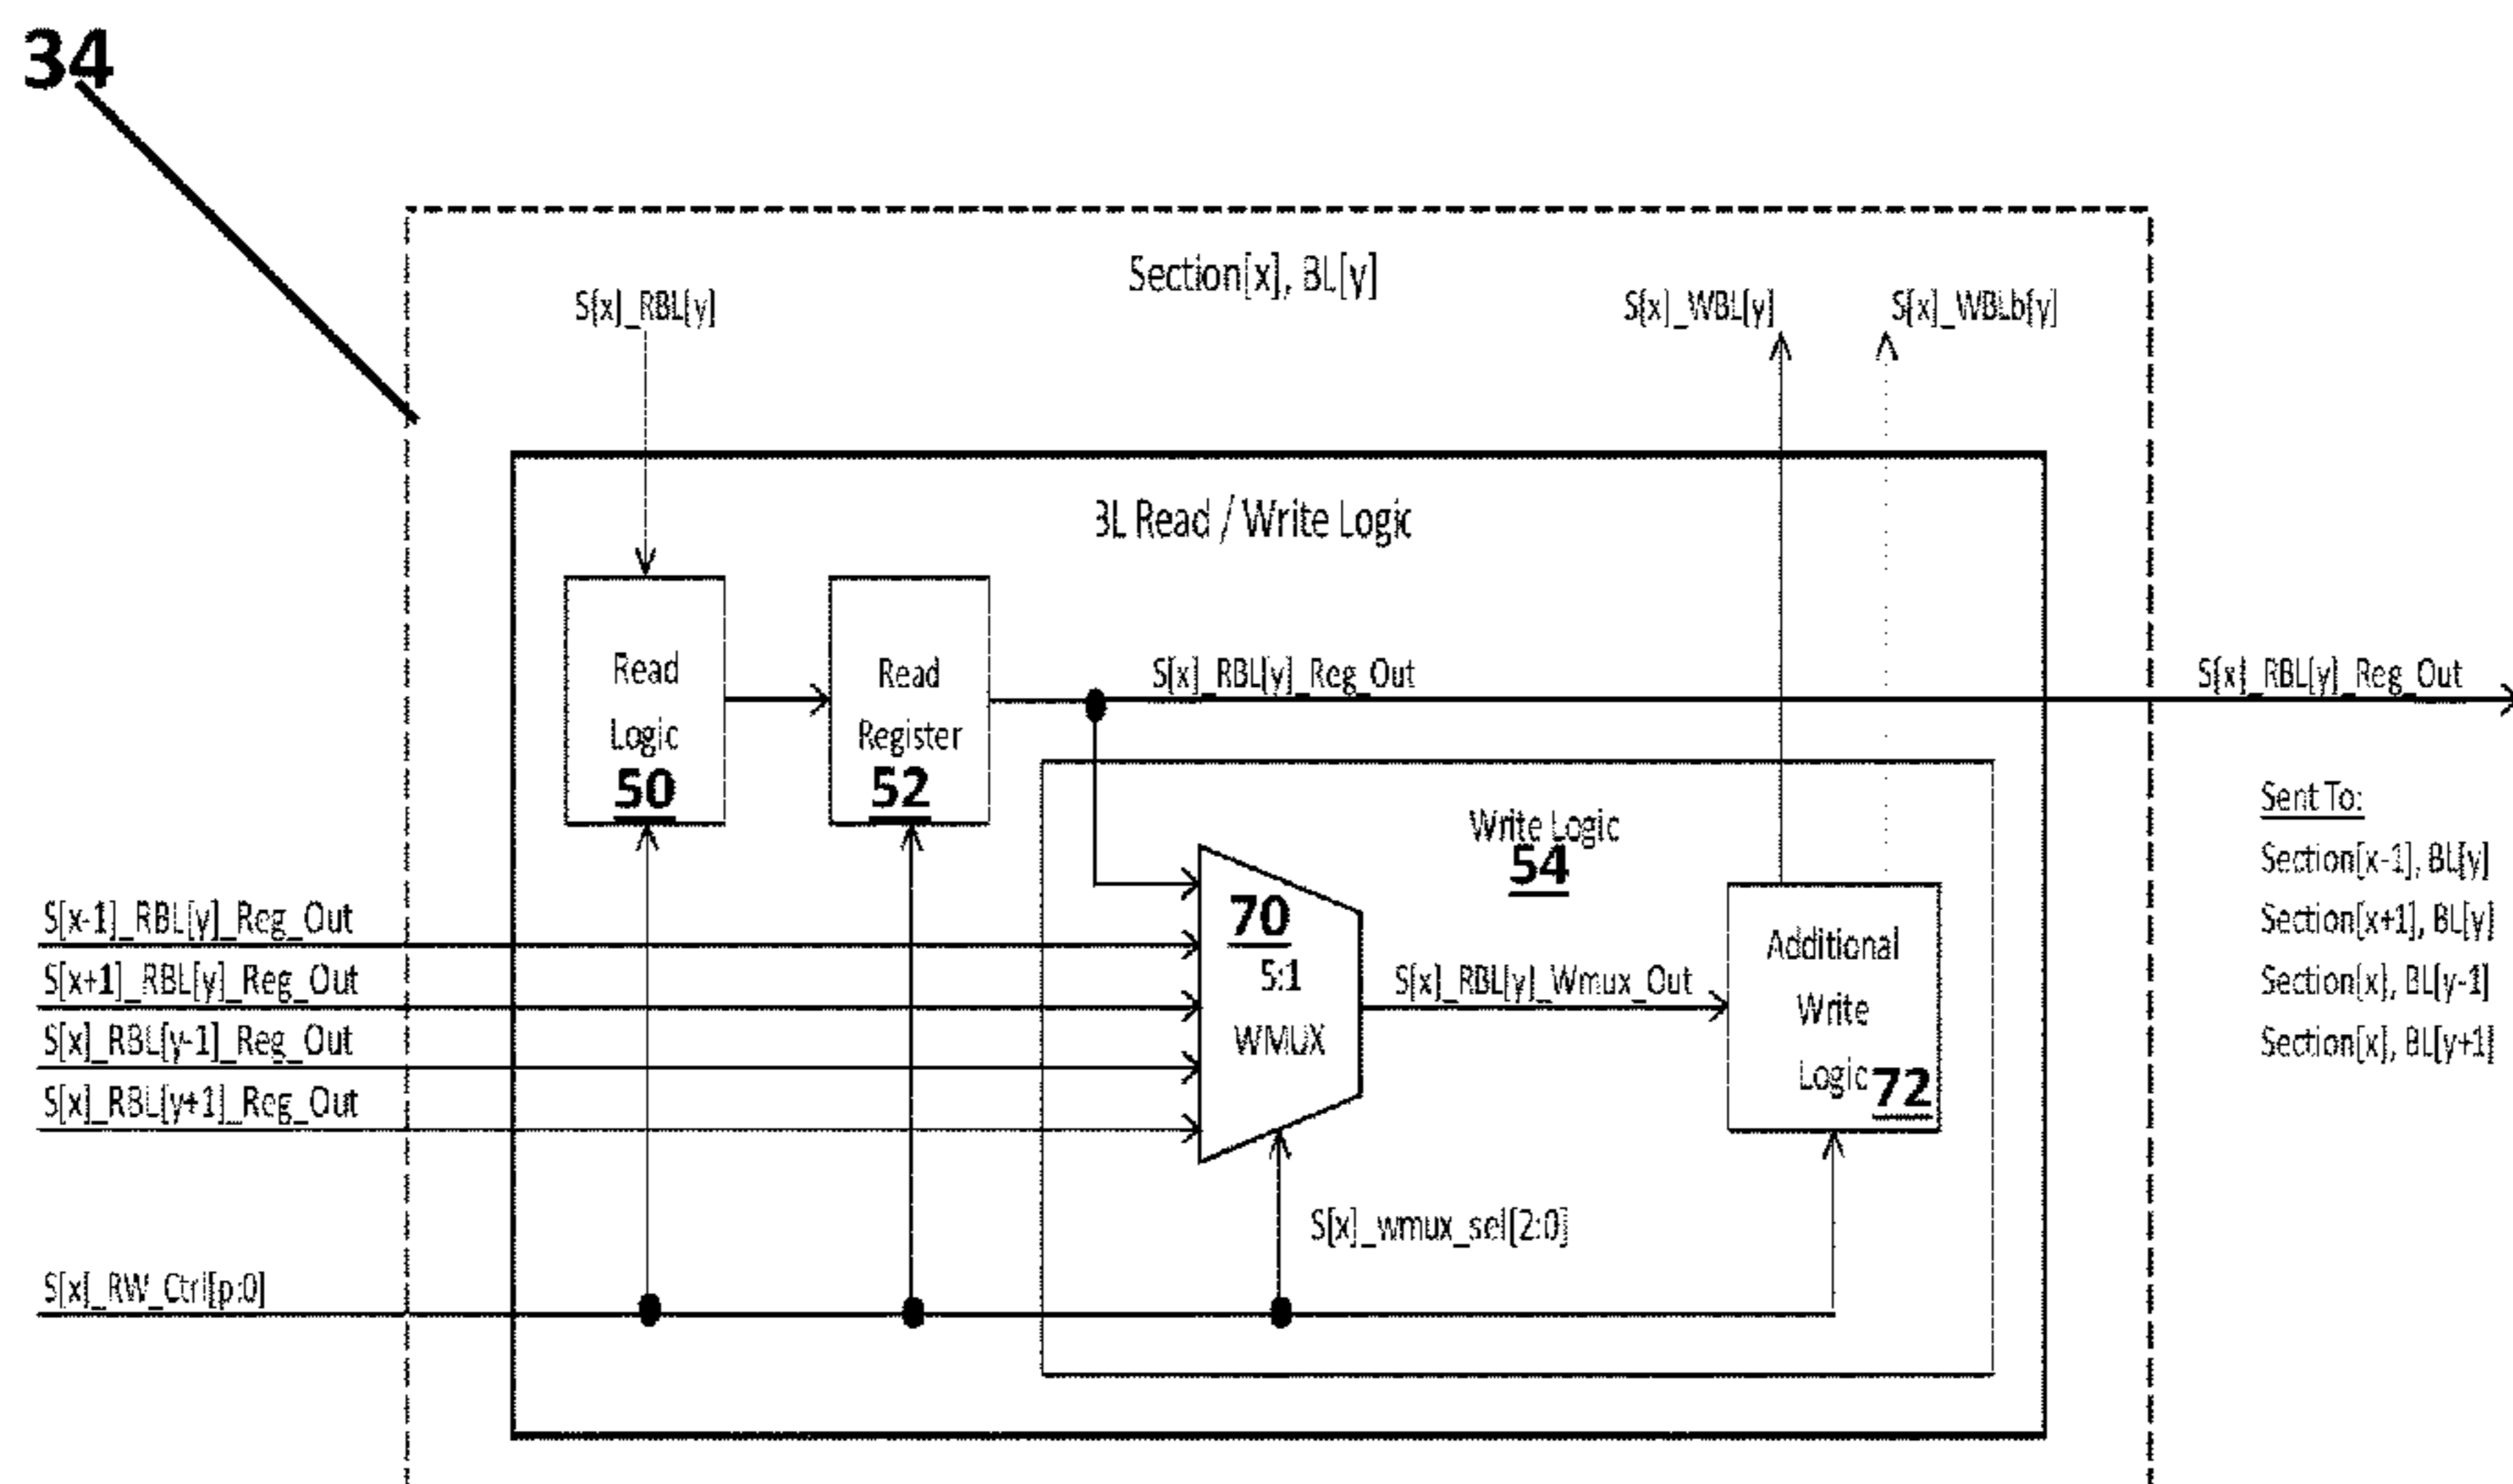 34
Section[x], BL[y]
S[x]_RBL[y]
S[x]_WBL[y]
S[x]_WBLb[y]
BL Read / Write Logic
Read
Logic
50
Read
Register
52
S[x]_RBL[y]_Reg_Out
S[x]_RBL[y]_Reg_Out
Sent To:
Section[x-1], BL[y]
Section[x+1], BL[y]
Section[x], BL[y-1]
Section[x], BL[y+1]
Write Logic
54
S[x-1]_RBL[y]_Reg_Out
S[x+1]_RBL[y]_Reg_Out
S[x]_RBL[y-1]_Reg_Out
S[x]_RBL[y+1]_Reg_Out
70
5:1
WMUX
S[x]_RBL[y]_Wmux_Out
Additional
Write
Logic
72
S[x]_wmux_sel[2:0]
S[x]_RW_Ctrl[p:0]